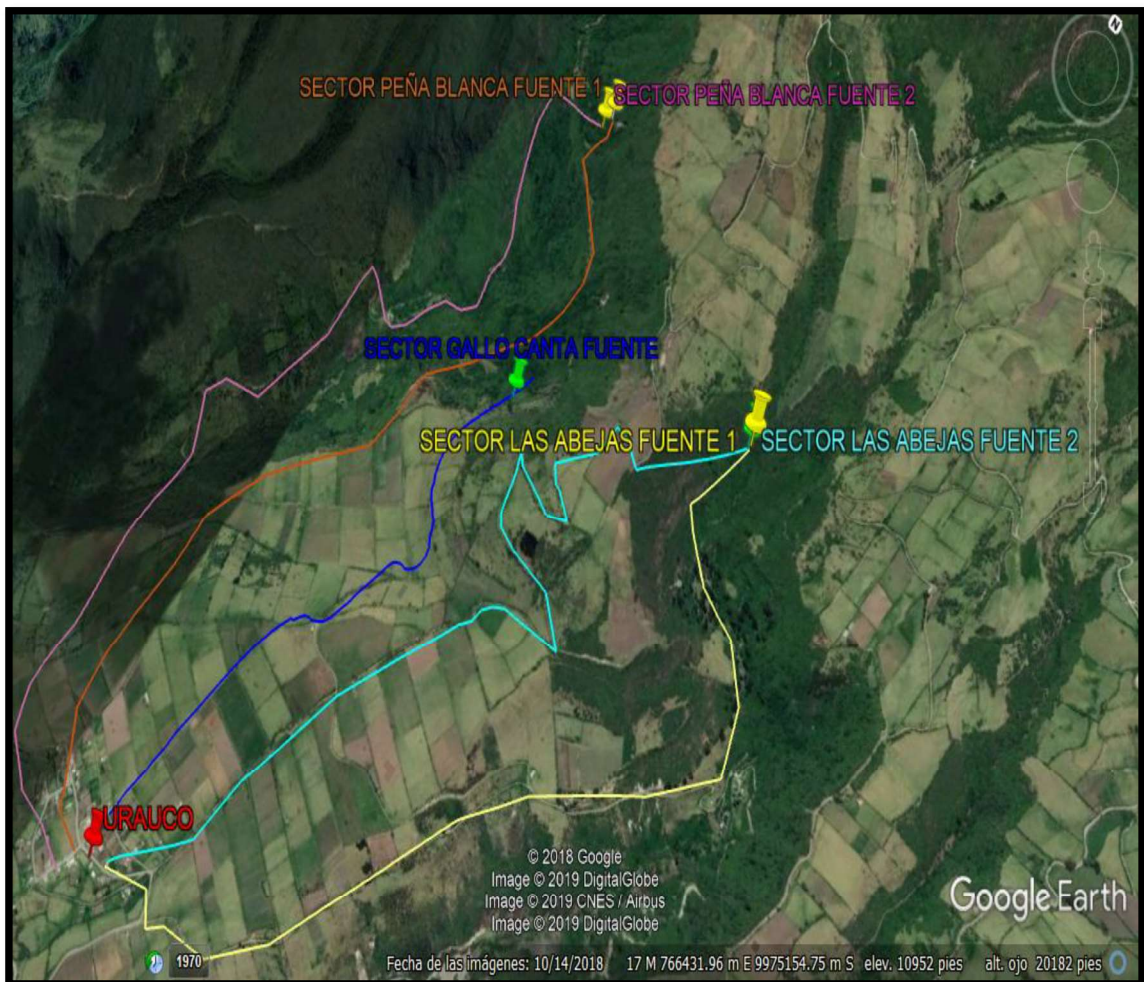 N
SECTOR PEÑA BLANCA FUENTE 1
SECTOR PEÑA BLANCA FUENTE 2
SECTOR GALLO CANTA FUENTE
SECTOR LAS ABEJAS FUENTE 1
SECTOR LAS ABEJAS FUENTE 2
URAUCO
© 2018 Google
Image © 2019 DigitalGlobe
Image © 2019 CNES / Airbus
Image © 2019 DigitalGlobe
Google Earth
1970
Fecha de las imágenes: 10/14/2018 17 M 766431.96 m E 9975154.75 m S elev. 10952 pies alt. ojo 20182 pies